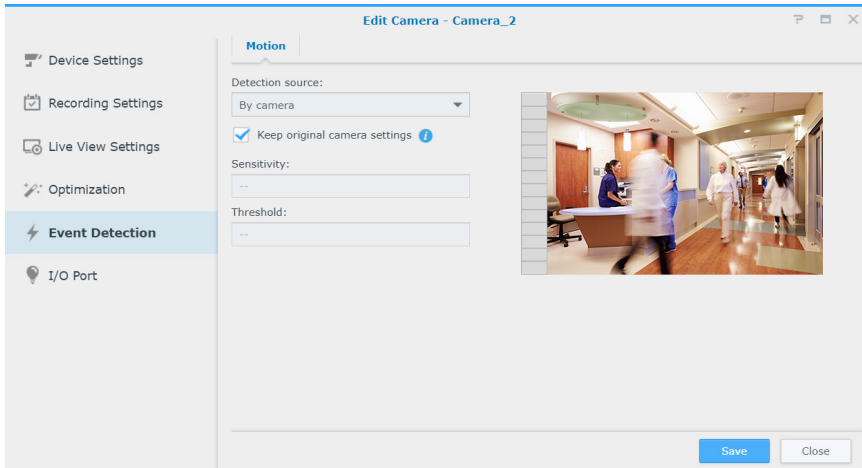 Edit Camera - Camera_2
Device Settings
Recording Settings
Live View Settings
Optimization
Event Detection
I/O Port
Motion
Detection source:
By camera
Keep original camera settings
Sensitivity:
--
Threshold:
--
Save
Close